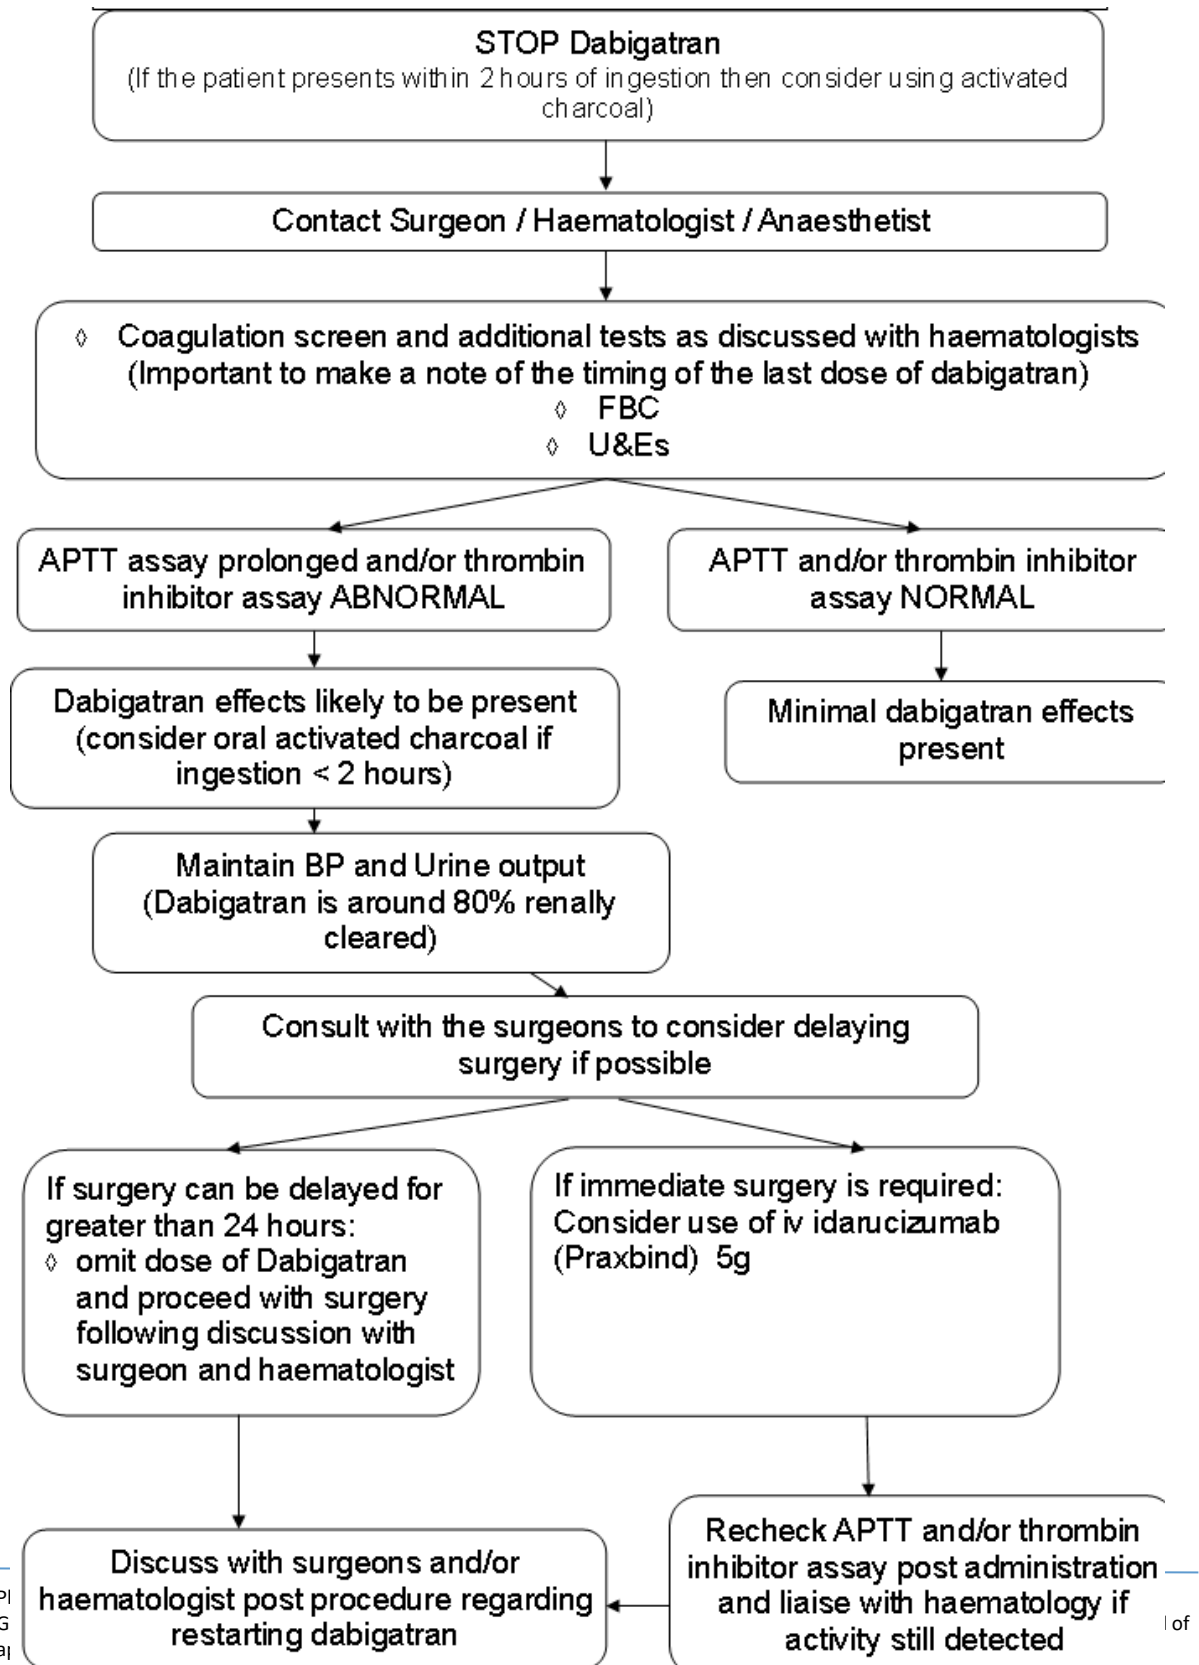 STOP Dabigatran
(If the patient presents within 2 hours of ingestion then consider using activated
charcoal)
Contact Surgeon / Haematologist / Anaesthetist
◊ Coagulation screen and additional tests as discussed with haematologists
(Important to make a note of the timing of the last dose of dabigatran)
◊ FBC
◊ U&Es
APTT assay prolonged and/or thrombin
inhibitor assay ABNORMAL
APTT and/or thrombin inhibitor
assay NORMAL
Dabigatran effects likely to be present
(consider oral activated charcoal if
ingestion < 2 hours)
Minimal dabigatran effects
present
Maintain BP and Urine output
(Dabigatran is around 80% renally
cleared)
Consult with the surgeons to consider delaying
surgery if possible
If surgery can be delayed for
greater than 24 hours:
◊ omit dose of Dabigatran
and proceed with surgery
following discussion with
surgeon and haematologist
If immediate surgery is required:
Consider use of iv idarucizumab
(Praxbind) 5g
Recheck APTT and/or thrombin
inhibitor assay post administration
and liaise with haematology if
activity still detected
Discuss with surgeons and/or
haematologist post procedure regarding
restarting dabigatran
of